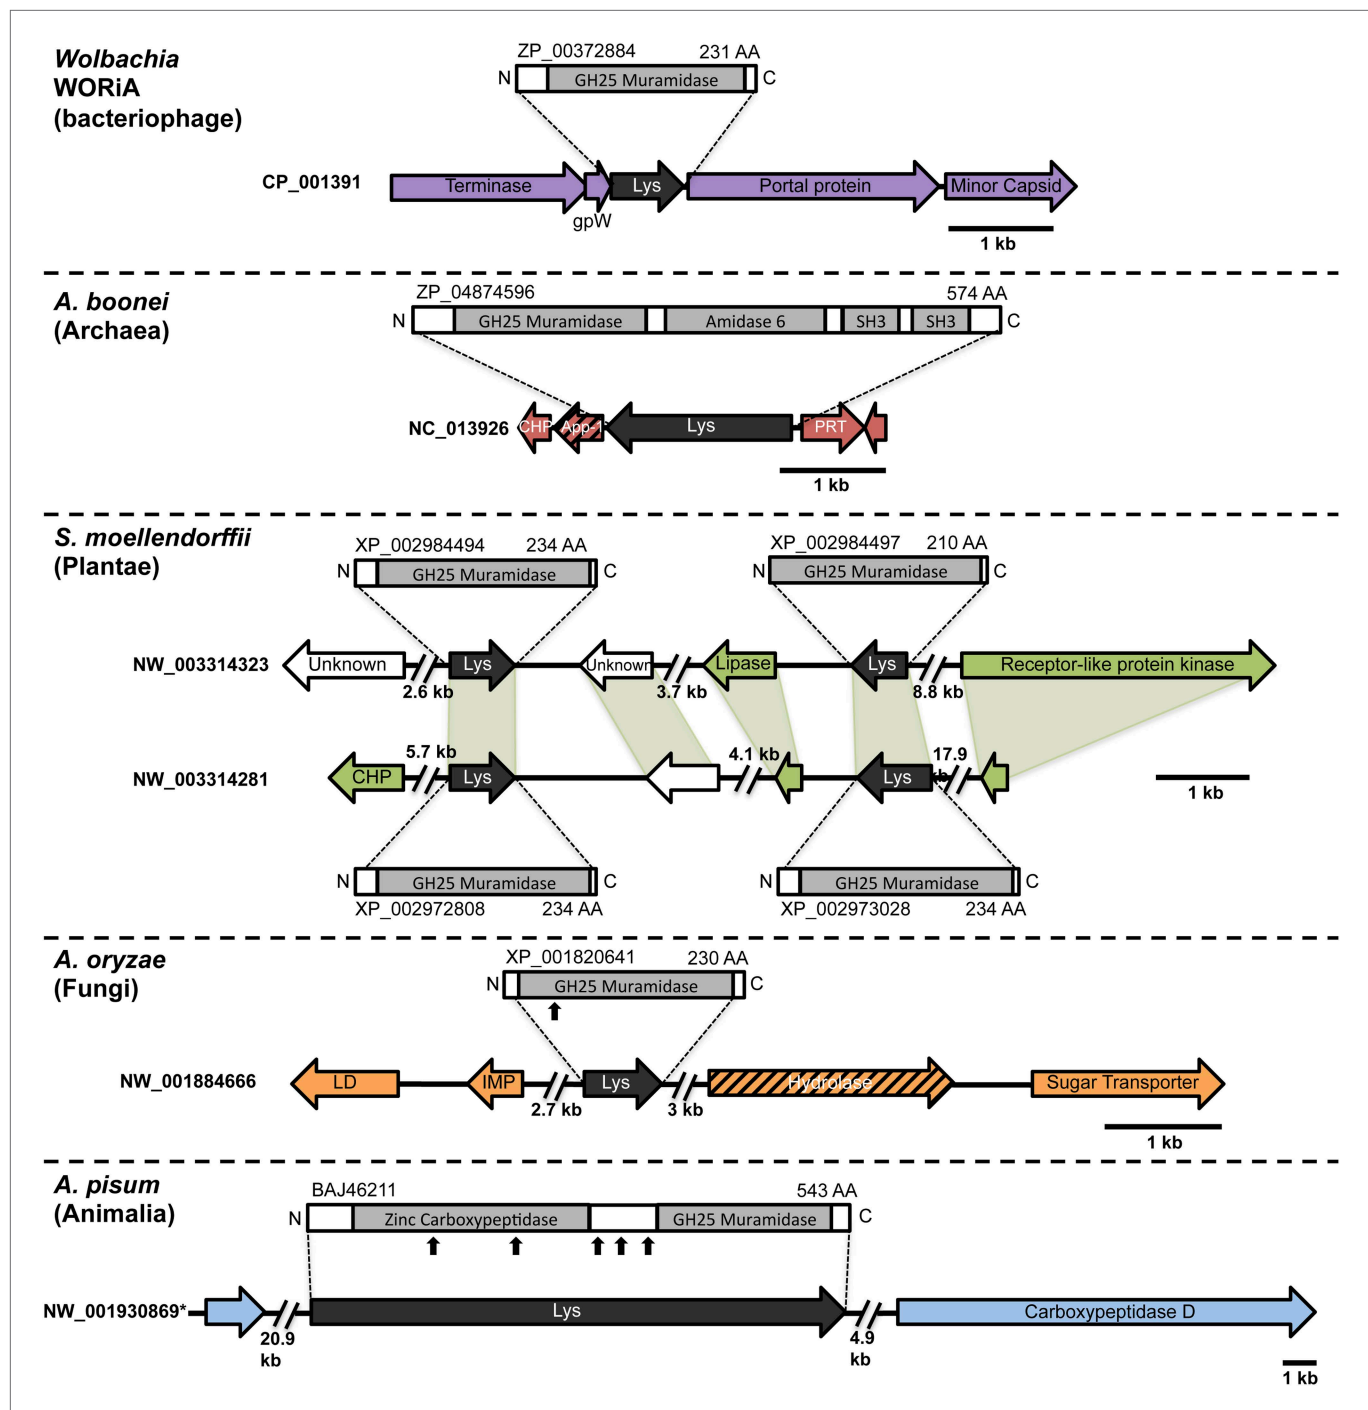 Wolbachia
WORiA
(bacteriophage)
ZP_00372884 231 AA
N GH25 Muramidase C
CP_001391 Terminase Lys Portal protein Minor Capsid
gpW
1 kb
A. boonei
(Archaea)
ZP_04874596 574 AA
N GH25 Muramidase Amidase 6 SH3 SH3 C
NC_013926 CHP App-1 Lys PRT
1 kb
S. moellendorffii
(Plantae)
XP_002984494 234 AA XP_002984497 210 AA
N GH25 Muramidase C N GH25 Muramidase C
NW_003314323 Unknown Lys Unknown Lipase Lys Receptor-like protein kinase
2.6 kb 3.7 kb 8.8 kb
5.7 kb 4.1 kb 17.9 kb
NW_003314281 CHP Lys Lys
1 kb
N GH25 Muramidase C N GH25 Muramidase C
XP_002972808 234 AA XP_002973028 234 AA
A. oryzae
(Fungi)
XP_001820641 230 AA
N GH25 Muramidase C
NW_001884666 LD IMP Lys Hydrolase Sugar Transporter
2.7 kb 3 kb
1 kb
A. pisum
(Animalia)
BAJ46211 543 AA
N Zinc Carboxypeptidase GH25 Muramidase C
NW_001930869* Lys Carboxypeptidase D
20.9 kb 4.9 kb
1 kb